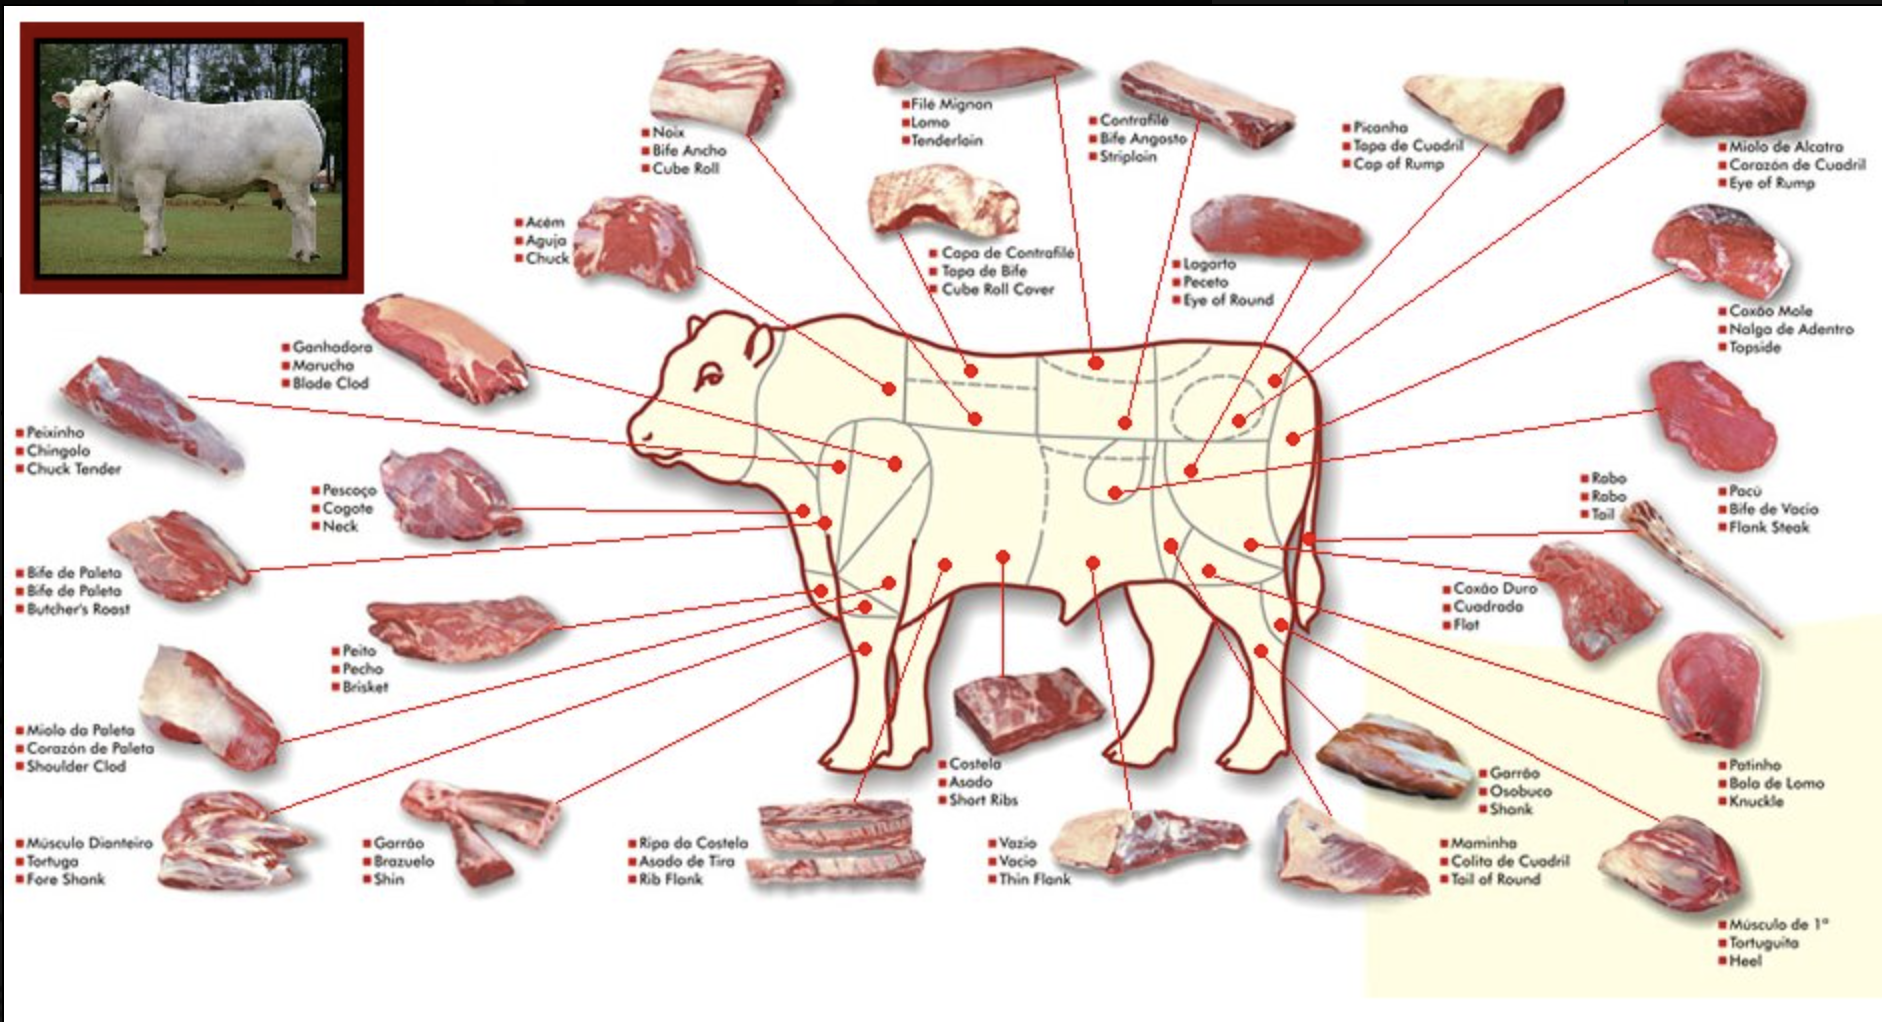 Noix
Bife Ancho
Cube Roll
Filé Mignon
Lomo
Tenderloin
Contrafilé
Bife Angosto
Striploin
Picanha
Tapa de Cuadril
Cap of Rump
Miolo de Alcatra
Corazón de Cuadril
Eye of Rump
Acém
Aguja
Chuck
Capa de Contrafilé
Tapa de Bife
Cube Roll Cover
Lagarto
Peceto
Eye of Round
Coxão Mole
Nalga de Adentro
Topside
Ganhadora
Marucha
Blade Clod
Peixinho
Chingolo
Chuck Tender
Pescoço
Cogote
Neck
Rabo
Rabo
Tail
Pacú
Bife de Vacio
Flank Steak
Bife de Paleta
Bife de Paleta
Butcher's Roast
Coxão Duro
Cuadrada
Flat
Peito
Pecho
Brisket
Miolo da Paleta
Corazón de Paleta
Shoulder Clod
Costela
Asado
Short Ribs
Garrão
Osobuco
Shank
Patinho
Bola de Lomo
Knuckle
Músculo Dianteiro
Tortuga
Fore Shank
Garrão
Brazuelo
Shin
Ripa da Costela
Asado de Tira
Rib Flank
Vazio
Vacio
Thin Flank
Maminha
Colita de Cuadril
Tail of Round
Músculo de 1ª
Tortuguita
Heel